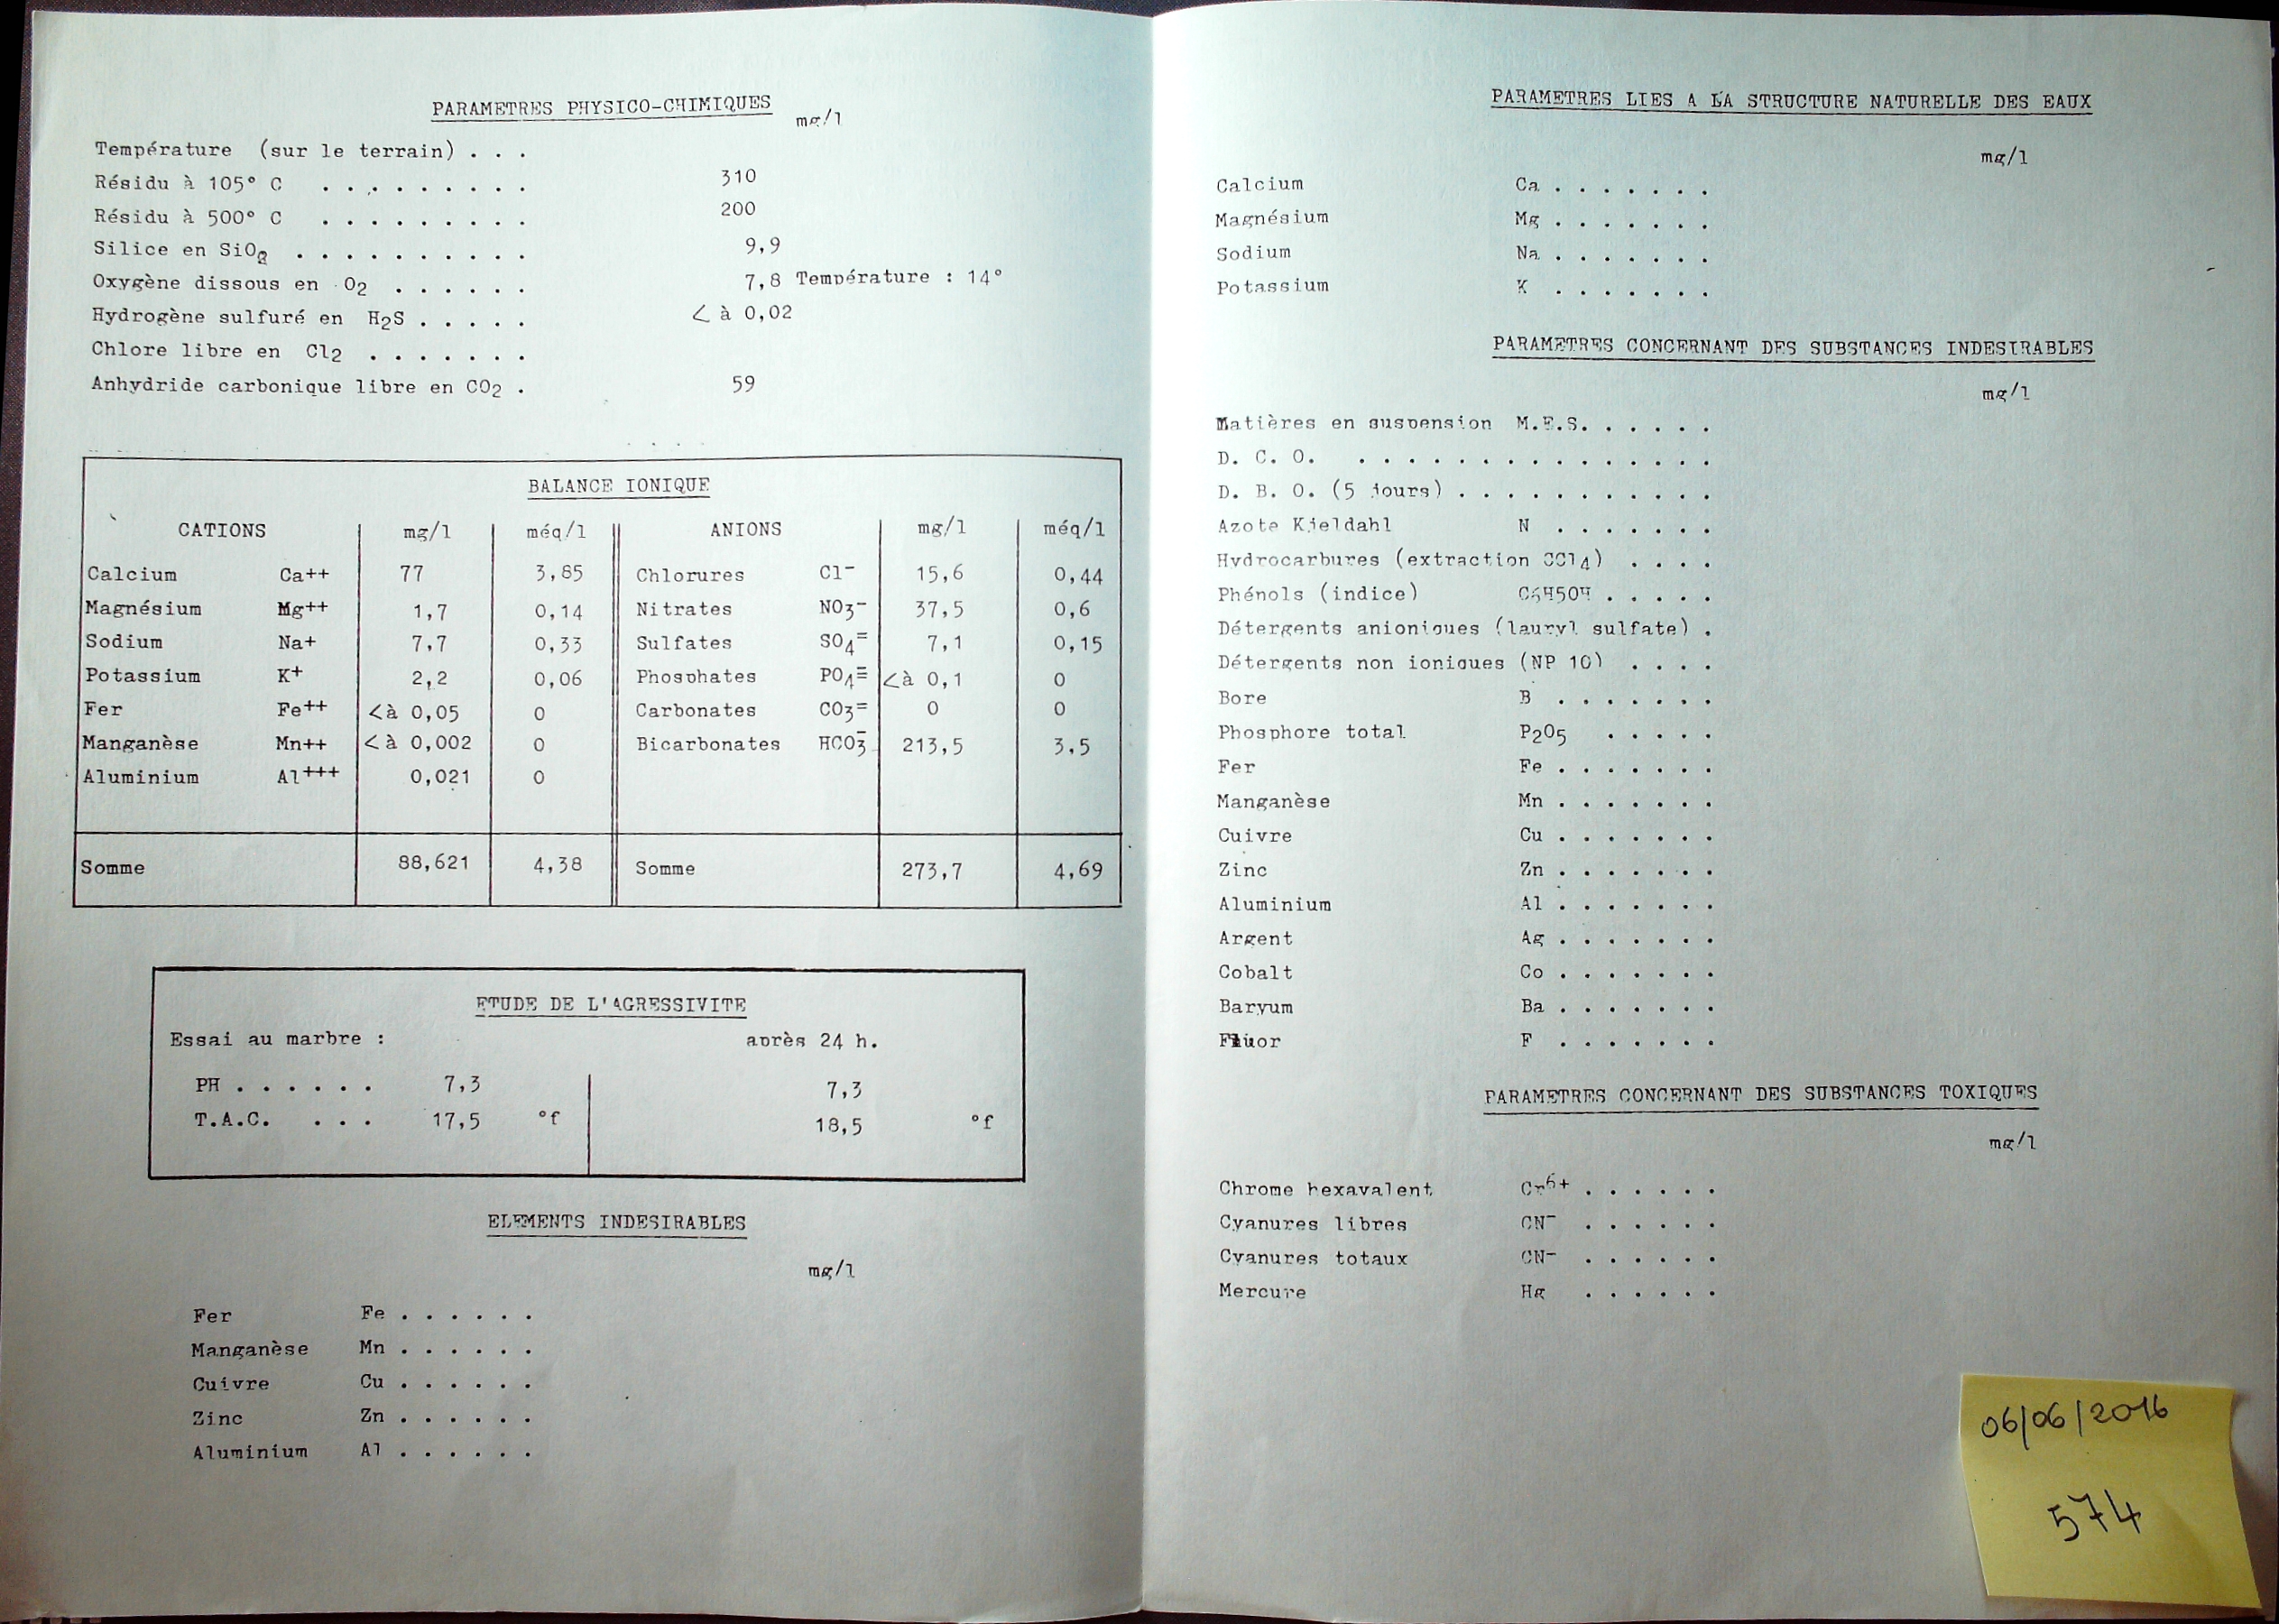 PARAMETRES PHYSICO-CHIMIQUES
mg/l
Température (sur le terrain) . . .
Résidu à 105° C . . . . . . . . . 310
Résidu à 500° C . . . . . . . . . 200
Silice en SiO2 . . . . . . . . . . 9,9
Oxygène dissous en O2 . . . . . . 7,8 Température : 14°
Hydrogène sulfuré en H2S . . . . . < à 0,02
Chlore libre en Cl2 . . . . . . .
Anhydride carbonique libre en CO2 . 59
BALANCE IONIQUE
CATIONS mg/l méq/l ANIONS mg/l méq/l
Calcium Ca++ 77 3,85 Chlorures Cl- 15,6 0,44
Magnésium Mg++ 1,7 0,14 Nitrates NO3- 37,5 0,6
Sodium Na+ 7,7 0,33 Sulfates SO4= 7,1 0,15
Potassium K+ 2,2 0,06 Phosphates PO4≡ <à 0,1 0
Fer Fe++ <à 0,05 0 Carbonates CO3= 0 0
Manganèse Mn++ <à 0,002 0 Bicarbonates HCO3- 213,5 3,5
Aluminium Al+++ 0,021 0
Somme 88,621 4,38 Somme 273,7 4,69
ETUDE DE L'AGRESSIVITE
Essai au marbre : après 24 h.
PH . . . . . . 7,3 7,3
T.A.C. . . . 17,5 °f 18,5 °f
ELEMENTS INDESIRABLES
mg/l
Fer Fe . . . . . .
Manganèse Mn . . . . . .
Cuivre Cu . . . . . .
Zinc Zn . . . . . .
Aluminium Al . . . . . .
PARAMETRES LIES A LA STRUCTURE NATURELLE DES EAUX
mg/l
Calcium Ca . . . . . . .
Magnésium Mg . . . . . . .
Sodium Na . . . . . . .
Potassium K . . . . . . .
PARAMETRES CONCERNANT DES SUBSTANCES INDESIRABLES
mg/l
Matières en suspension M.E.S. . . . . .
D. C. O. . . . . . . . . . . . . . . .
D. B. O. (5 jours) . . . . . . . . . . .
Azote Kjeldahl N . . . . . . .
Hydrocarbures (extraction CCl4) . . . .
Phénols (indice) C6H5OH . . . . .
Détergents anioniques (lauryl sulfate) .
Détergents non ioniques (NP 10) . . . .
Bore B . . . . . . .
Phosphore total P2O5 . . . . .
Fer Fe . . . . . . .
Manganèse Mn . . . . . . .
Cuivre Cu . . . . . . .
Zinc Zn . . . . . . .
Aluminium Al . . . . . . .
Argent Ag . . . . . . .
Cobalt Co . . . . . . .
Baryum Ba . . . . . . .
Fluor F . . . . . . .
PARAMETRES CONCERNANT DES SUBSTANCES TOXIQUES
mg/l
Chrome hexavalent Cr6+ . . . . . .
Cyanures libres CN- . . . . . .
Cyanures totaux CN- . . . . . .
Mercure Hg . . . . . .
06/06/2016
574